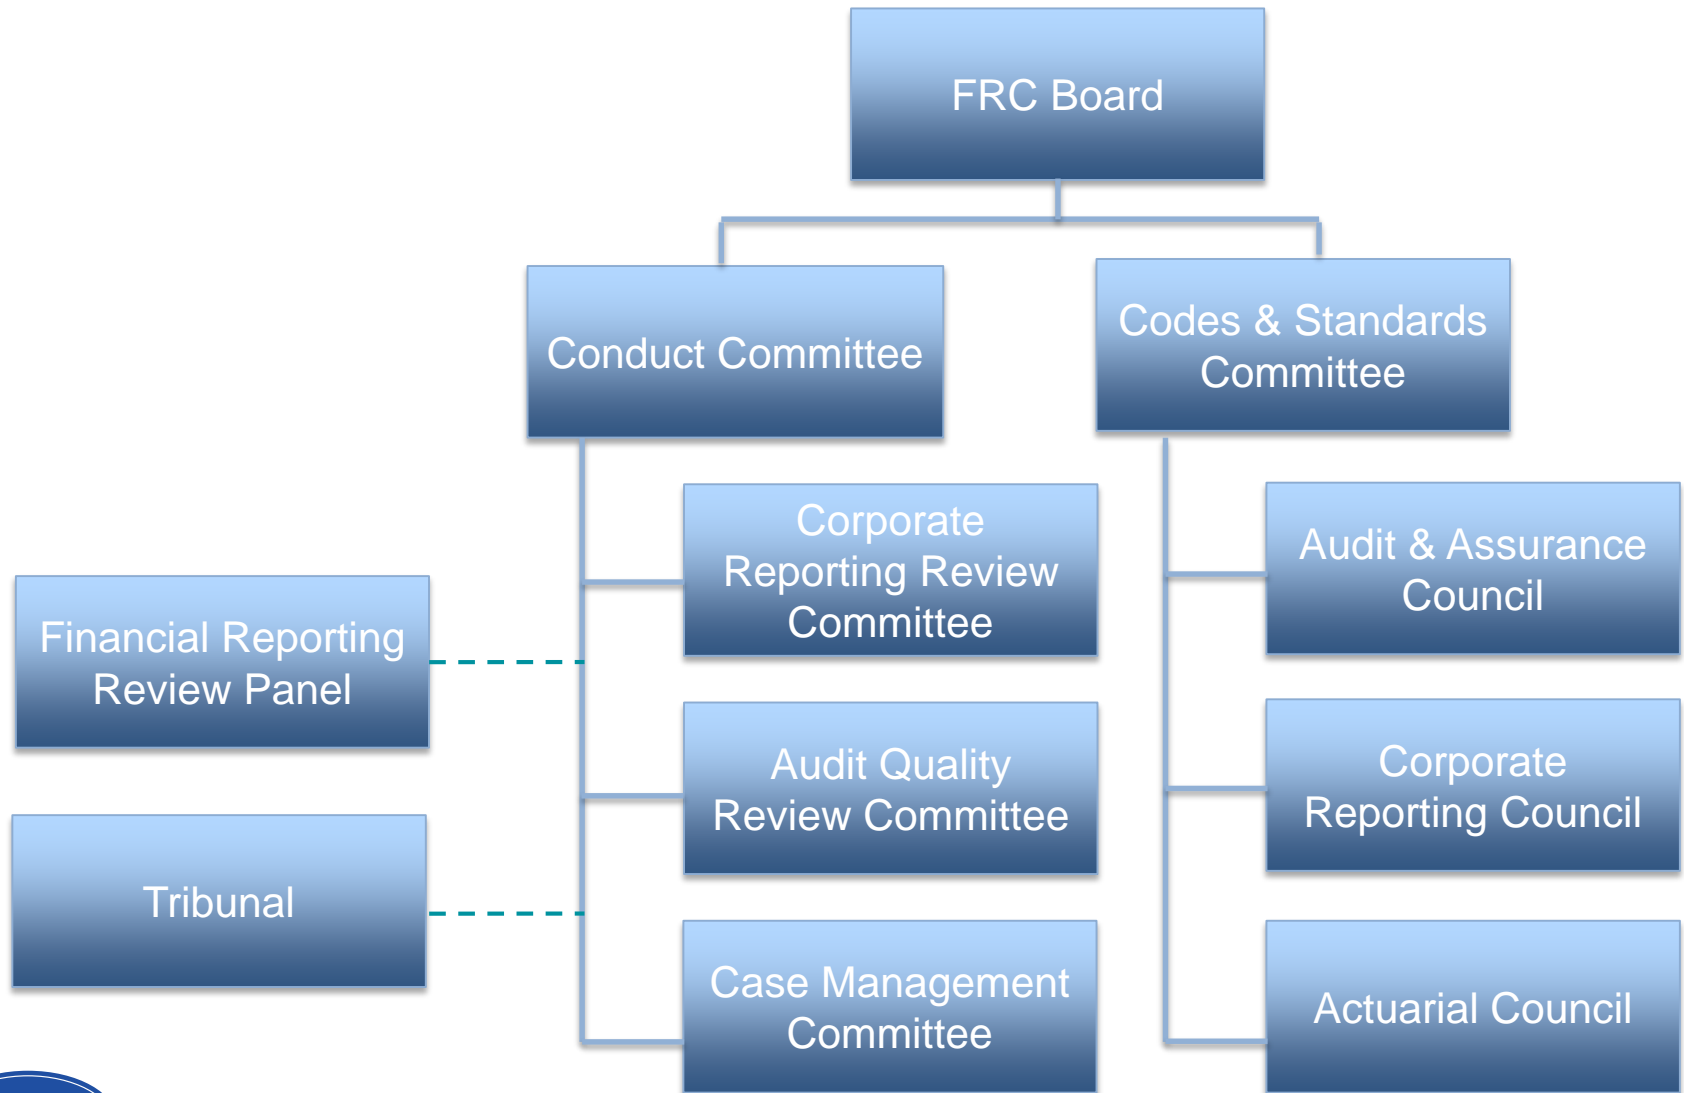 FRC Board
Conduct Committee
Codes & Standards
Committee
Corporate
Reporting Review
Committee
Audit & Assurance
Council
Financial Reporting
Review Panel
Audit Quality
Review Committee
Corporate
Reporting Council
Tribunal
Case Management
Committee
Actuarial Council